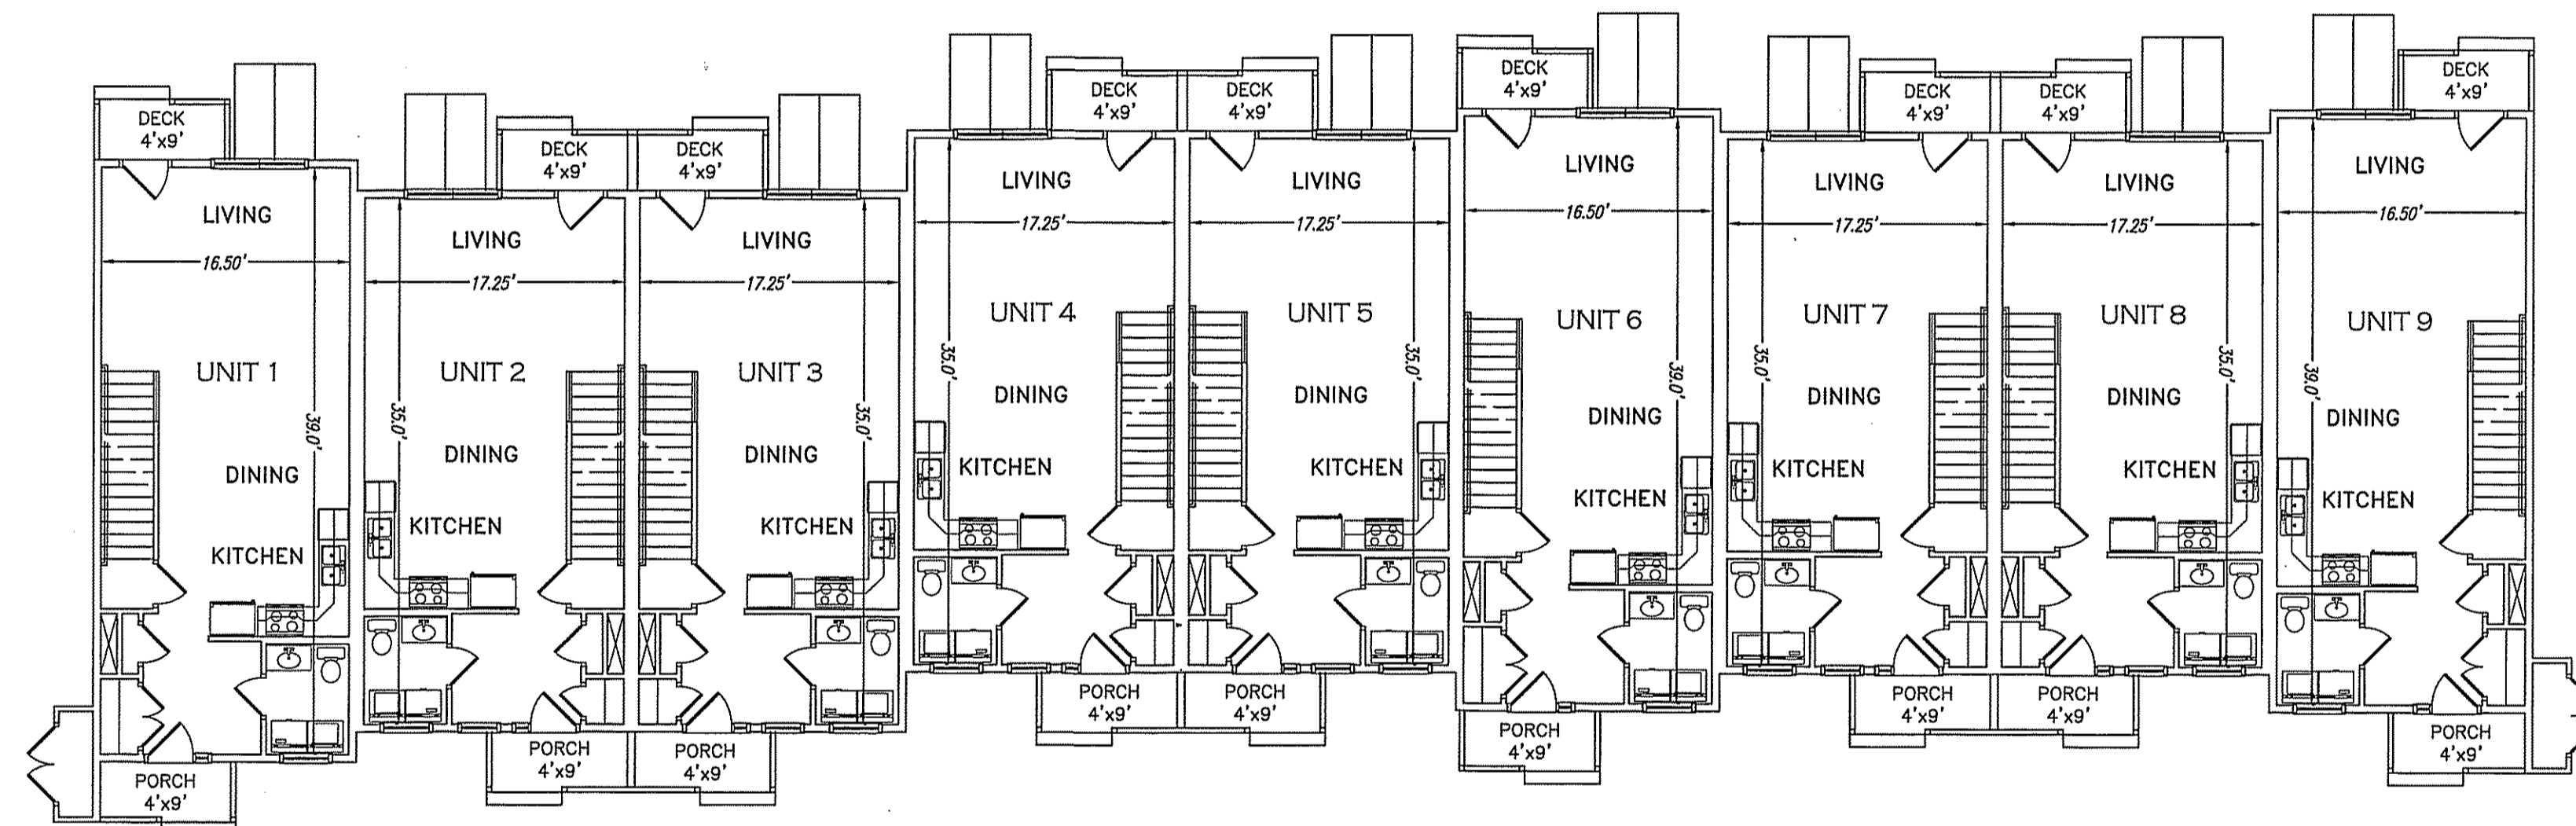 DECK
4'x9'
LIVING
16.50'
UNIT 1
39.0'
DINING
KITCHEN
PORCH
4'x9'
DECK
4'x9'
LIVING
17.25'
UNIT 2
35.0'
DINING
KITCHEN
PORCH
4'x9'
DECK
4'x9'
LIVING
17.25'
UNIT 3
35.0'
DINING
KITCHEN
PORCH
4'x9'
DECK
4'x9'
LIVING
17.25'
UNIT 4
35.0'
DINING
KITCHEN
PORCH
4'x9'
DECK
4'x9'
LIVING
17.25'
UNIT 5
35.0'
DINING
KITCHEN
PORCH
4'x9'
DECK
4'x9'
LIVING
16.50'
UNIT 6
39.0'
DINING
KITCHEN
PORCH
4'x9'
DECK
4'x9'
LIVING
17.25'
UNIT 7
35.0'
DINING
KITCHEN
PORCH
4'x9'
DECK
4'x9'
LIVING
17.25'
UNIT 8
35.0'
DINING
KITCHEN
PORCH
4'x9'
DECK
4'x9'
LIVING
16.50'
UNIT 9
39.0'
DINING
KITCHEN
PORCH
4'x9'